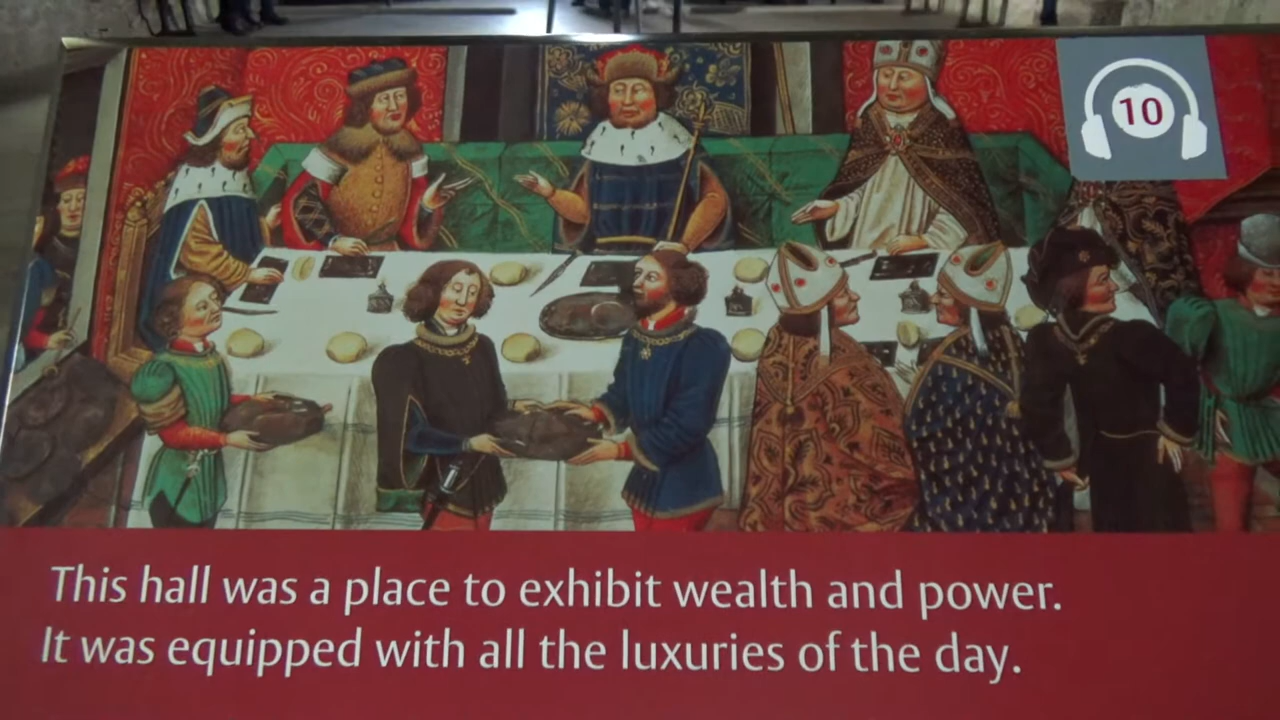 10
This hall was a place to exhibit wealth and power.
It was equipped with all the luxuries of the day.